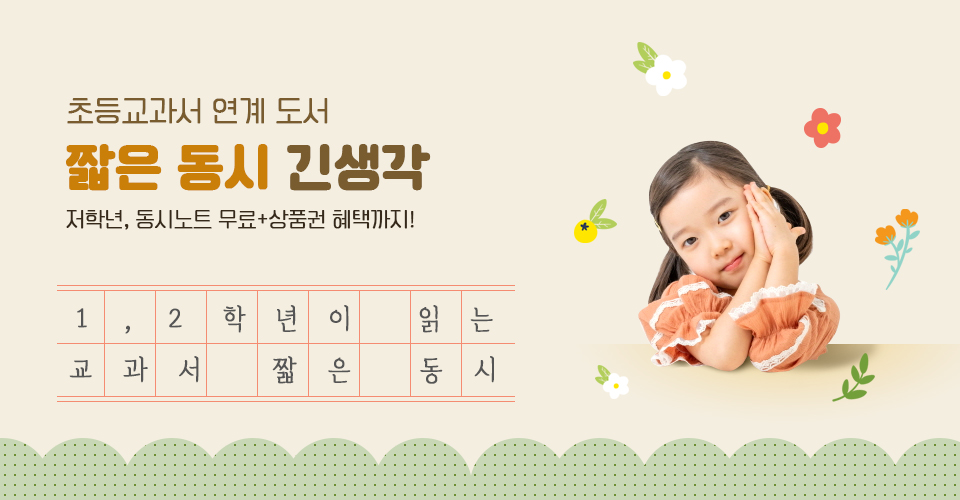 초등교과서 연계 도서
짧은 동시 긴생각
저학년, 동시노트 무료+상품권 혜택까지!
1, 2학년이 읽는
교과서 짧은 동시